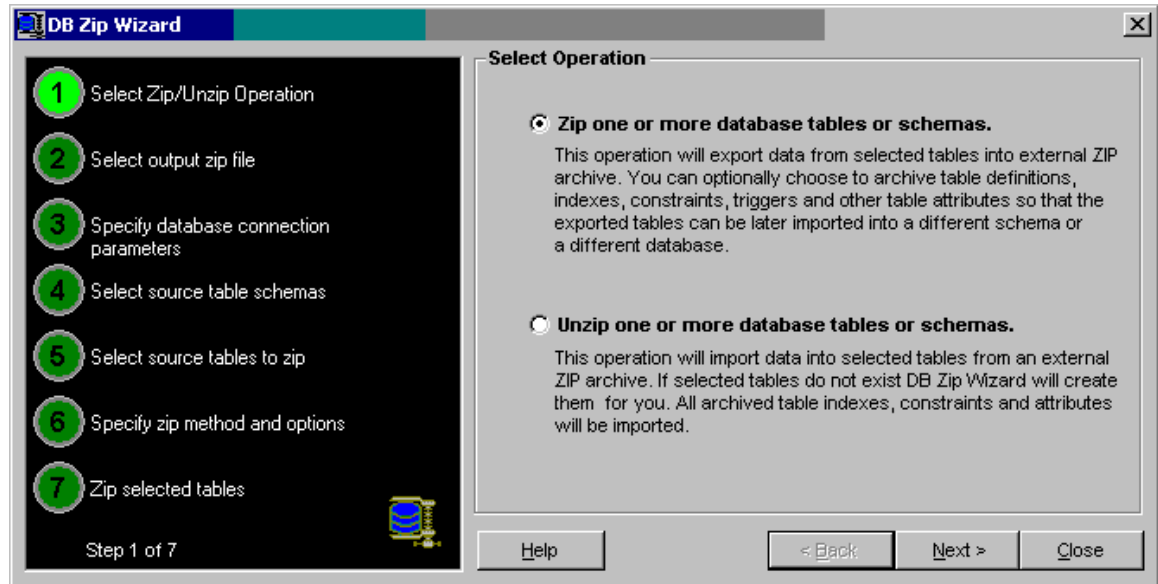 DB Zip Wizard
1 Select Zip/Unzip Operation
2 Select output zip file
3 Specify database connection
parameters
4 Select source table schemas
5 Select source tables to zip
6 Specify zip method and options
7 Zip selected tables
Step 1 of 7
Select Operation
Zip one or more database tables or schemas.
This operation will export data from selected tables into external ZIP
archive. You can optionally choose to archive table definitions,
indexes, constraints, triggers and other table attributes so that the
exported tables can be later imported into a different schema or
a different database.
Unzip one or more database tables or schemas.
This operation will import data into selected tables from an external
ZIP archive. If selected tables do not exist DB Zip Wizard will create
them for you. All archived table indexes, constraints and attributes
will be imported.
Help
< Back
Next >
Close